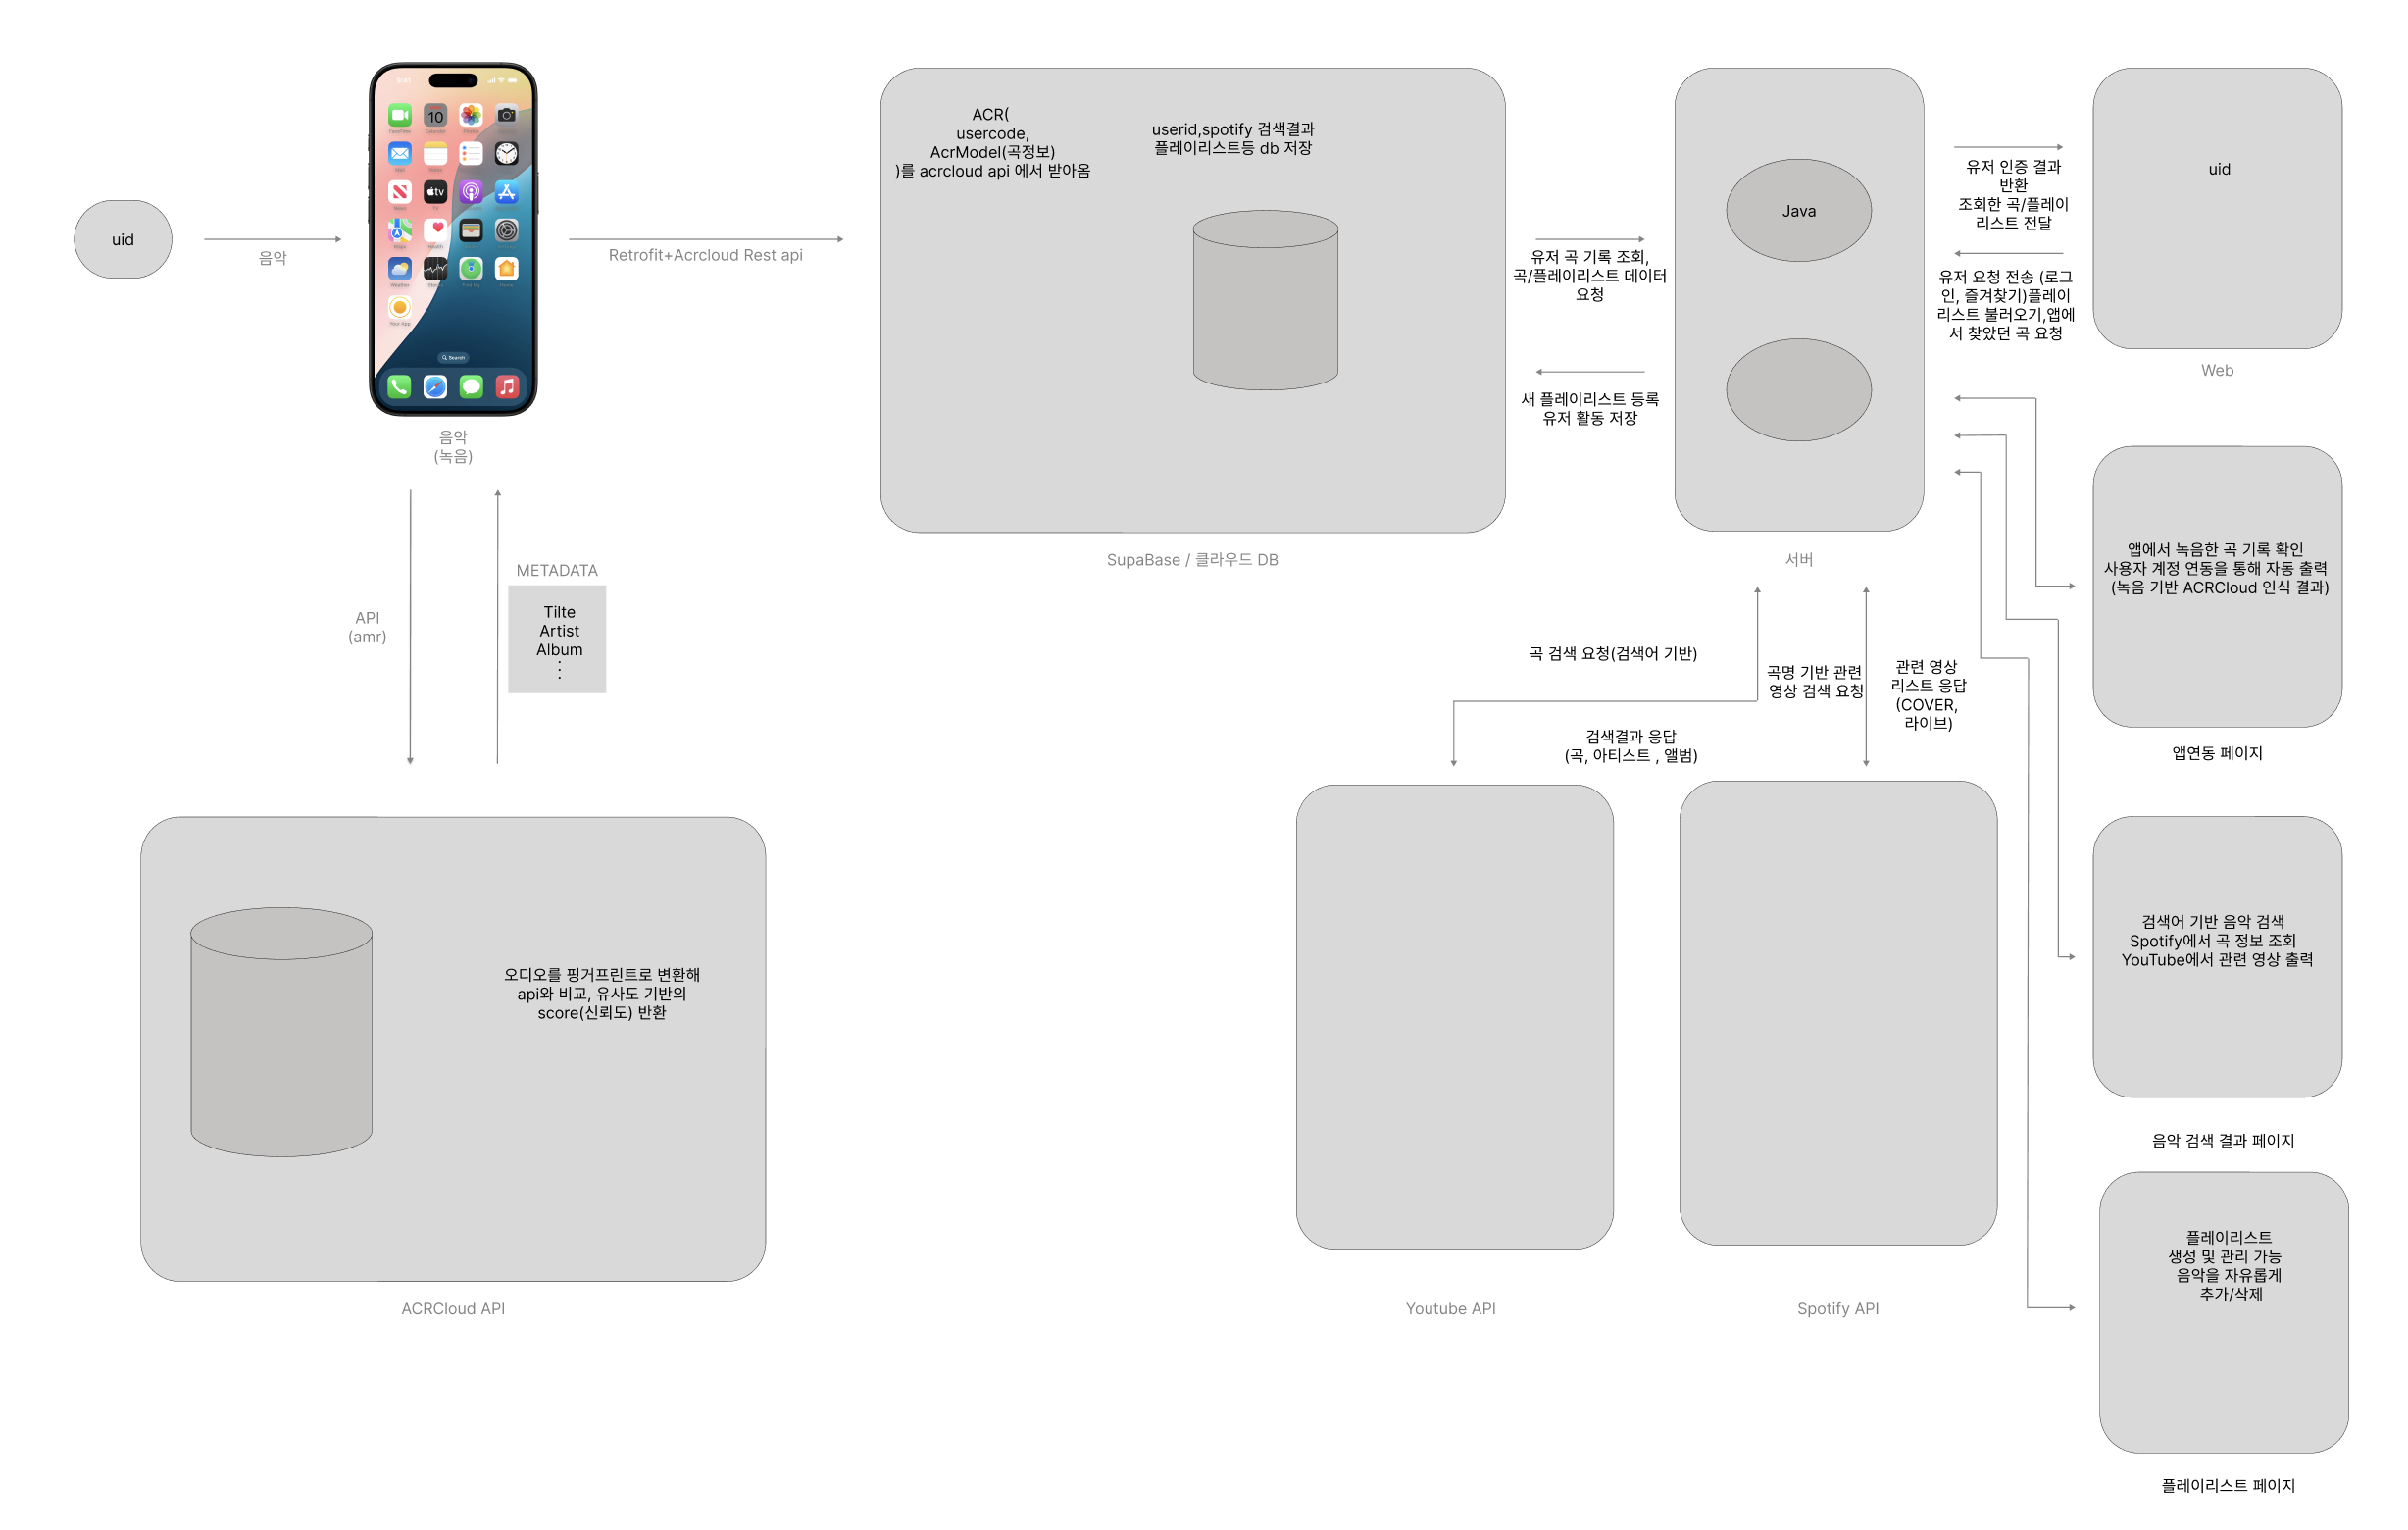 uid
음악
9:41
10
tv
Your App
Search
음악
(녹음)
Retrofit+Acrcloud Rest api
ACR(
usercode,
AcrModel(곡정보)
)를 acrcloud api 에서 받아옴
userid,spotify 검색결과
플레이리스트등 db 저장
SupaBase / 클라우드 DB
유저 곡 기록 조회,
곡/플레이리스트 데이터
요청
새 플레이리스트 등록
유저 활동 저장
Java
서버
유저 인증 결과
반환
조회한 곡/플레이
리스트 전달
유저 요청 전송 (로그
인, 즐겨찾기)플레이
리스트 불러오기,앱에
서 찾았던 곡 요청
uid
Web
API
(amr)
METADATA
Tilte
Artist
Album
오디오를 핑거프린트로 변환해
api와 비교, 유사도 기반의
score(신뢰도) 반환
ACRCloud API
곡 검색 요청(검색어 기반)
검색결과 응답
(곡, 아티스트 , 앨범)
곡명 기반 관련
영상 검색 요청
관련 영상
리스트 응답
(COVER,
라이브)
Youtube API
Spotify API
앱에서 녹음한 곡 기록 확인
사용자 계정 연동을 통해 자동 출력
(녹음 기반 ACRCloud 인식 결과)
앱연동 페이지
검색어 기반 음악 검색
Spotify에서 곡 정보 조회
YouTube에서 관련 영상 출력
음악 검색 결과 페이지
플레이리스트
생성 및 관리 가능
음악을 자유롭게
추가/삭제
플레이리스트 페이지